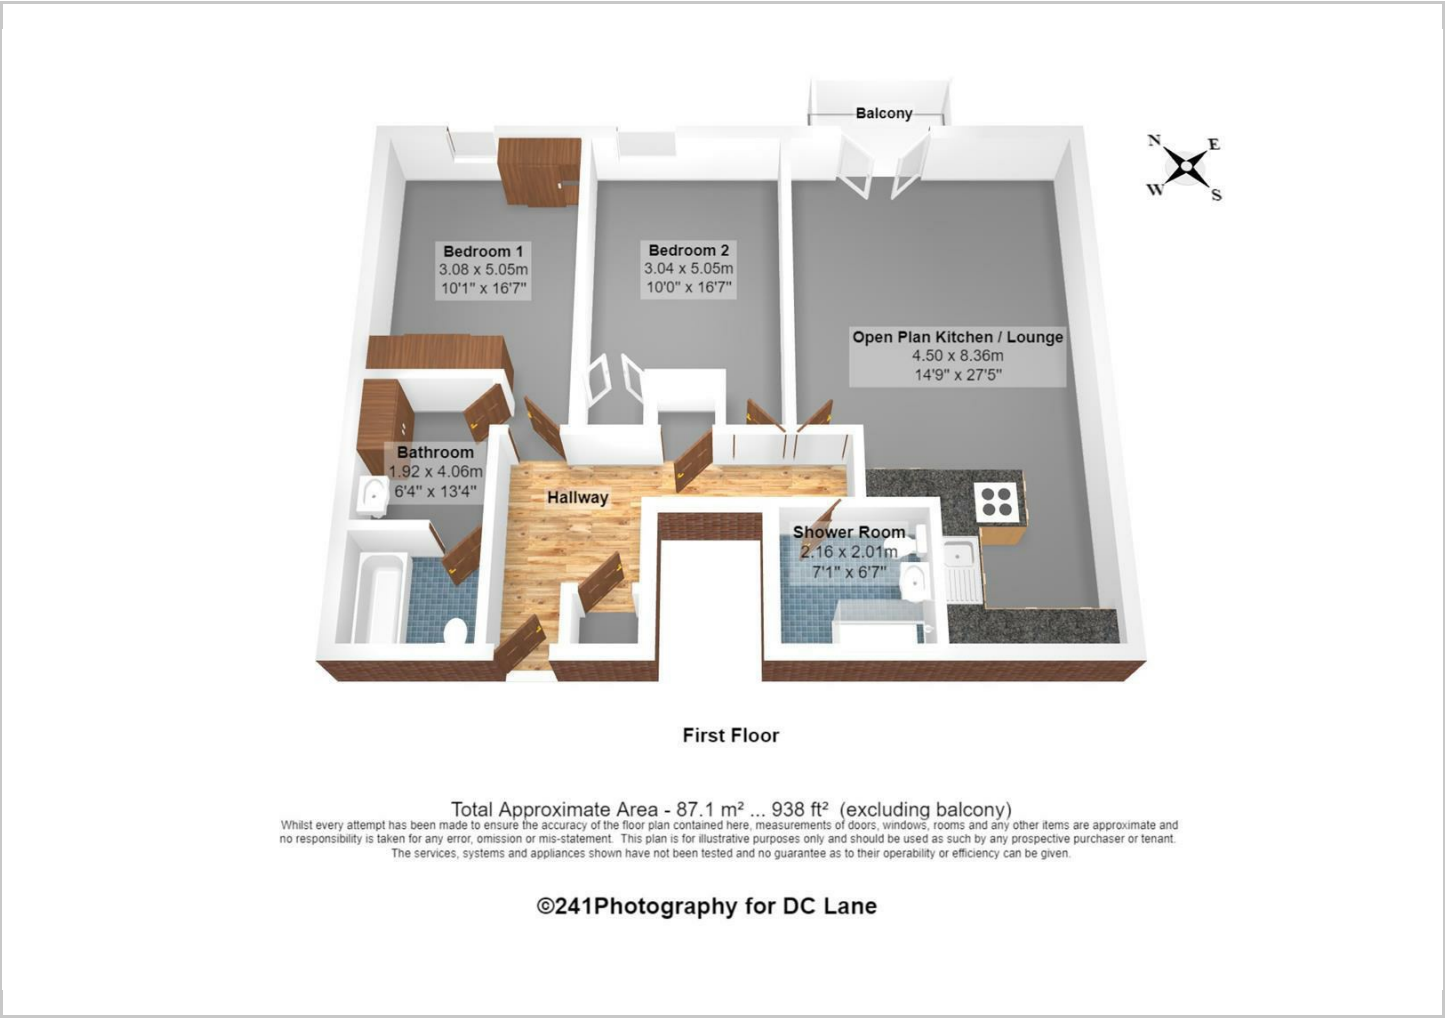 Balcony
N
E
W
S
Bedroom 1
3.08 x 5.05m
10'1" x 16'7"
Bedroom 2
3.04 x 5.05m
10'0" x 16'7"
Open Plan Kitchen / Lounge
4.50 x 8.36m
14'9" x 27'5"
Bathroom
1.92 x 4.06m
6'4" x 13'4"
Hallway
Shower Room
2.16 x 2.01m
7'1" x 6'7"
First Floor
Total Approximate Area - 87.1 m² ... 938 ft² (excluding balcony)
Whilst every attempt has been made to ensure the accuracy of the floor plan contained here, measurements of doors, windows, rooms and any other items are approximate and
no responsibility is taken for any error, omission or mis-statement. This plan is for illustrative purposes only and should be used as such by any prospective purchaser or tenant.
The services, systems and appliances shown have not been tested and no guarantee as to their operability or efficiency can be given.
©241Photography for DC Lane